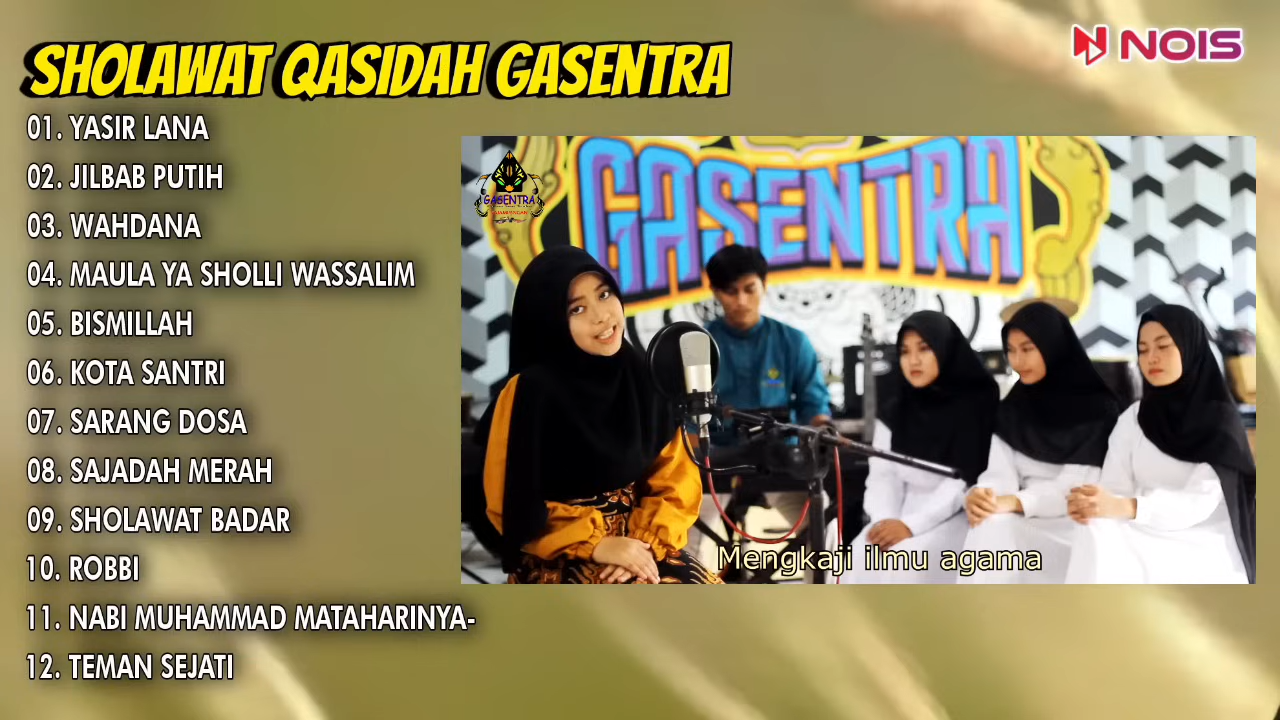 SHOLAWAT QASIDAH GASENTRA
NOIS
01. YASIR LANA
02. JILBAB PUTIH
03. WAHDANA
04. MAULA YA SHOLLI WASSALIM
05. BISMILLAH
06. KOTA SANTRI
07. SARANG DOSA
08. SAJADAH MERAH
09. SHOLAWAT BADAR
10. ROBBI
11. NABI MUHAMMAD MATAHARINYA-
12. TEMAN SEJATI
GASENTRA
GASENTRA
Mengkaji ilmu agama